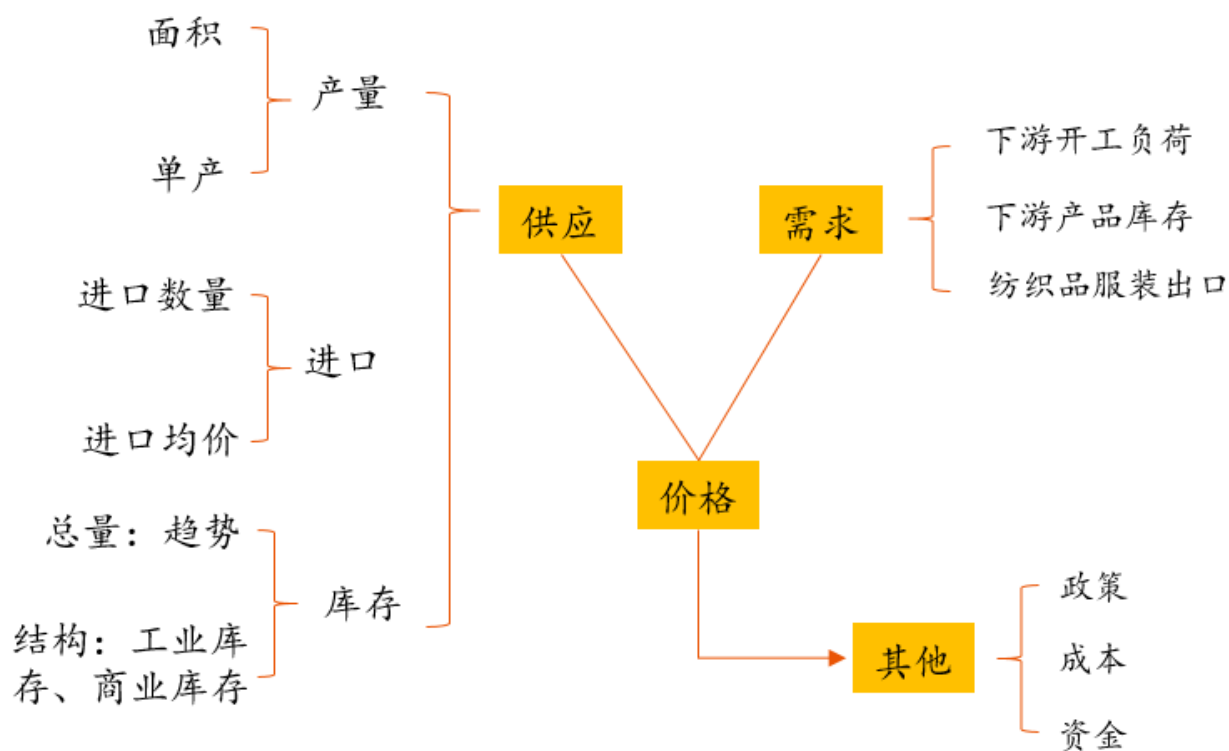 面积
产量
单产
进口数量
进口
进口均价
总量：趋势
库存
结构：工业库
存、商业库存
供应
需求
下游开工负荷
下游产品库存
纺织品服装出口
价格
其他
政策
成本
资金